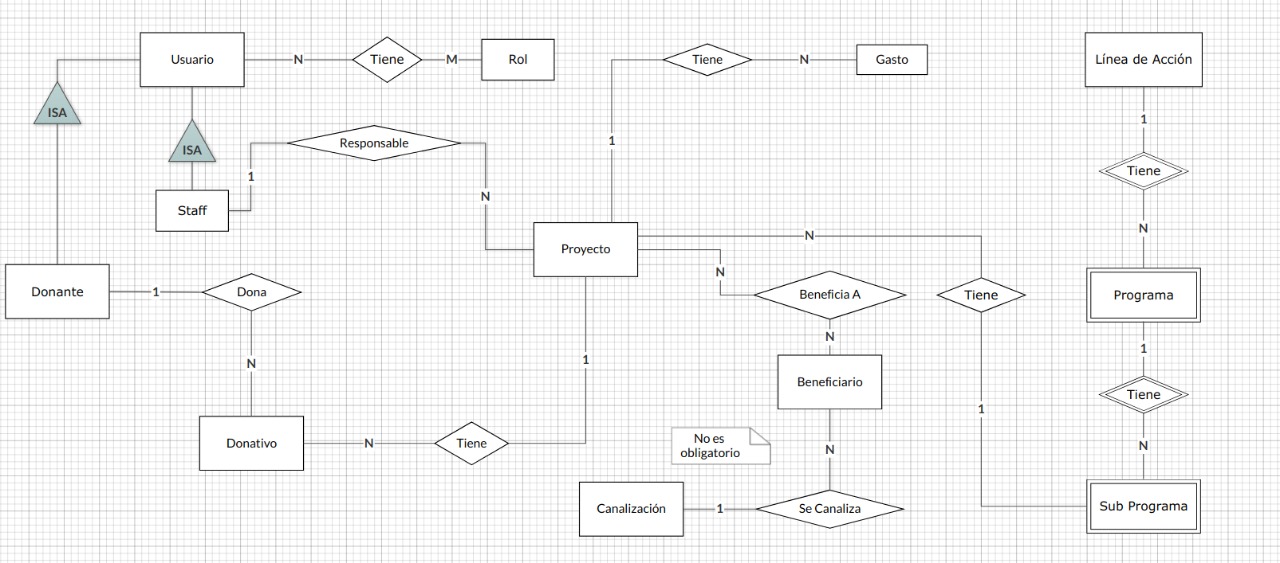 Usuario
N
Tiene
M
Rol
Tiene
N
Gasto
Línea de Acción
ISA
ISA
Responsable
1
1
1
Tiene
N
N
Staff
Proyecto
N
N
Donante
1
Dona
Beneficia A
Tiene
Programa
N
1
N
1
Beneficiario
1
Tiene
Donativo
N
Tiene
No es
obligatorio
N
N
Canalización
1
Se Canaliza
Sub Programa